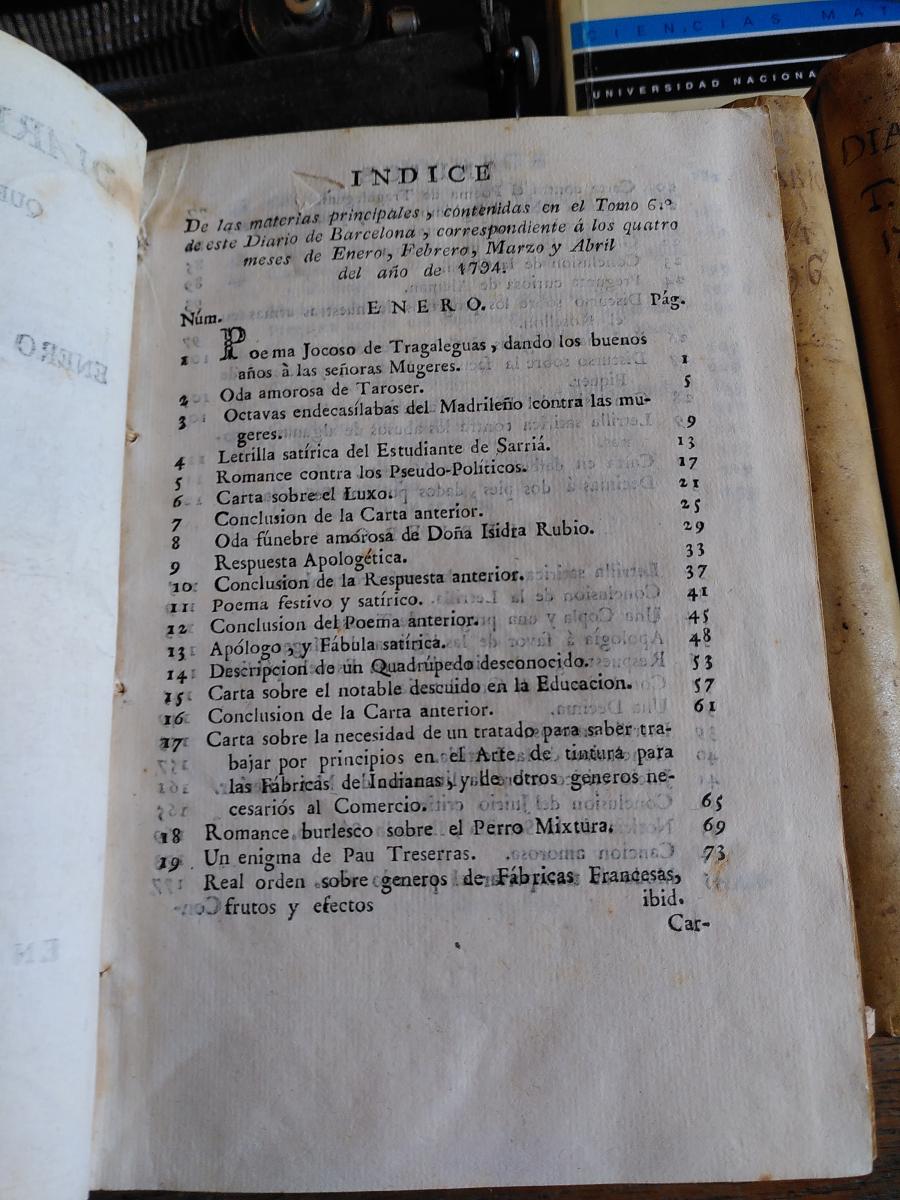 CIENCIAS MAT
UNIVERSIDAD NACIONA
INDICE
De las materias principales, contenidas en el Tomo 6.º
de este Diario de Barcelona, correspondiente á los quatro
meses de Enero, Febrero, Marzo y Abril
del año de 1794.
ENERO.
Núm. Pág.
1 Poema Jocoso de Tragaleguas, dando los buenos
años à las señoras Mugeres. 1
2 Oda amorosa de Taroser. 5
3 Octavas endecasílabas del Madrileño contra las mu-
geres. 9
4 Letrilla satírica del Estudiante de Sarriá. 13
5 Romance contra los Pseudo-Políticos. 17
6 Carta sobre el Luxo. 21
7 Conclusion de la Carta anterior. 25
8 Oda fúnebre amorosa de Doña Isidra Rubio. 29
9 Respuesta Apologética. 33
10 Conclusion de la Respuesta anterior. 37
11 Poema festivo y satírico. 41
12 Conclusion del Poema anterior. 45
13 Apólogo, y Fábula satírica. 48
14 Descripcion de un Quadrúpedo desconocido. 53
15 Carta sobre el notable descuido en la Educacion. 57
16 Conclusion de la Carta anterior. 61
17 Carta sobre la necesidad de un tratado para saber tra-
bajar por principios en el Arte de tintura para
las Fábricas de Indianas, y de otros géneros ne-
cesariós al Comercio. 65
18 Romance burlesco sobre el Perro Mixtura. 69
19 Un enigma de Pau Treserras. 73
Real orden sobre generos de Fábricas Francesas,
frutos y efectos ibid.
Car-